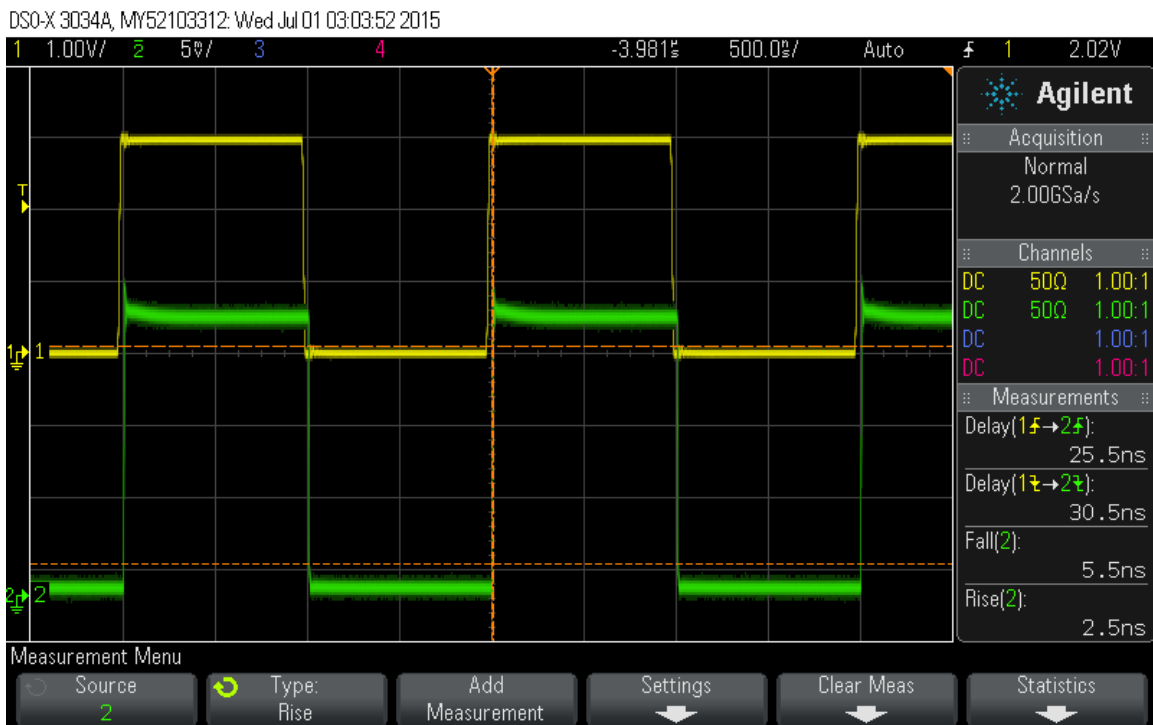 DSO-X 3034A, MY52103312: Wed Jul 01 03:03:52 2015
1 1.00V/ 2 5V/ 3 4 -3.981µs 500.0ns/ Auto 1 2.02V
Agilent
Acquisition
Normal
2.00GSa/s
Channels
DC 50Ω 1.00:1
DC 50Ω 1.00:1
DC 1.00:1
DC 1.00:1
Measurements
Delay(1→2):
25.5ns
Delay(1→2):
30.5ns
Fall(2):
5.5ns
Rise(2):
2.5ns
T
1 1
2 2
Measurement Menu
Source
2
Type:
Rise
Add
Measurement
Settings
Clear Meas
Statistics